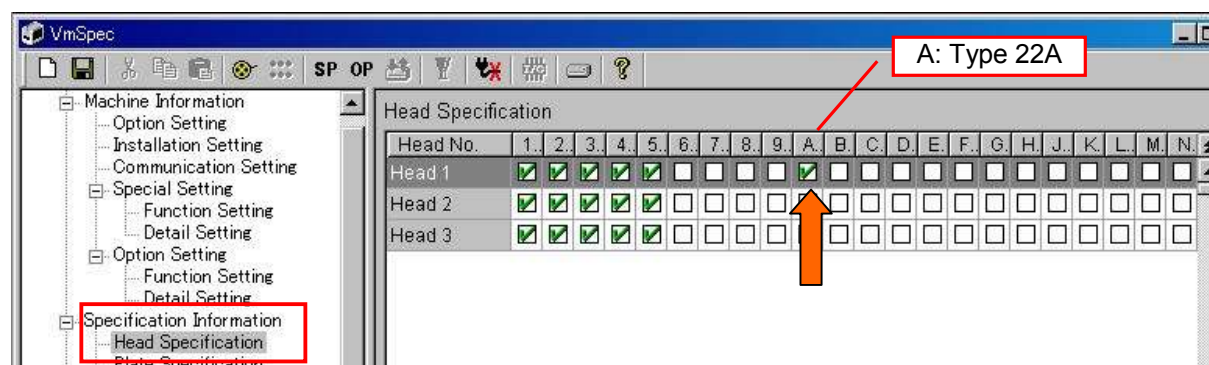 VmSpec
A: Type 22A
SP OP
Machine Information
Option Setting
Installation Setting
Communication Setting
Special Setting
Function Setting
Detail Setting
Option Setting
Function Setting
Detail Setting
Specification Information
Head Specification
Plate Specification
Head Specification
Head No. 1.. 2.. 3.. 4.. 5.. 6.. 7.. 8.. 9.. A.. B.. C.. D.. E.. F.. G.. H.. J.. K.. L.. M.. N..
Head 1
Head 2
Head 3